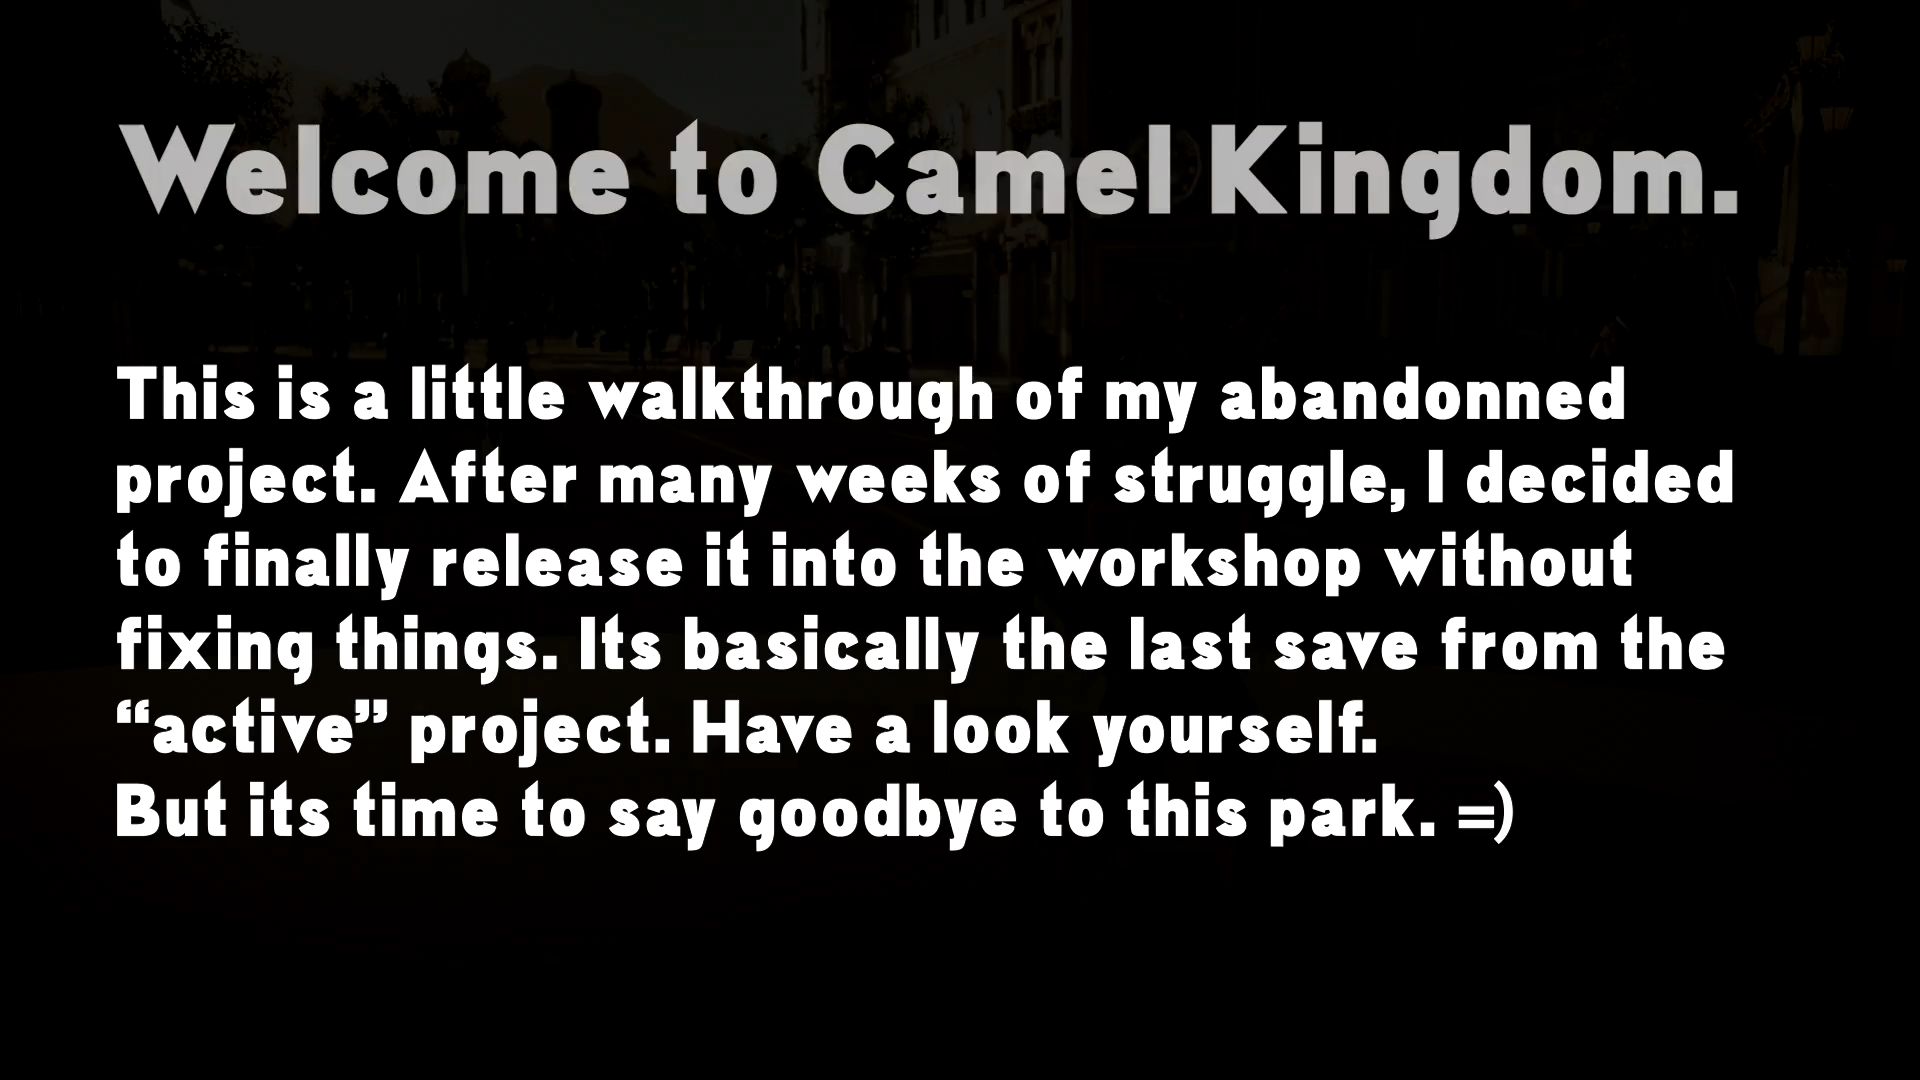 Welcome to Camel Kingdom.
This is a little walkthrough of my abandonned
project. After many weeks of struggle, I decided
to finally release it into the workshop without
fixing things. Its basically the last save from the
“active” project. Have a look yourself.
But its time to say goodbye to this park. =)